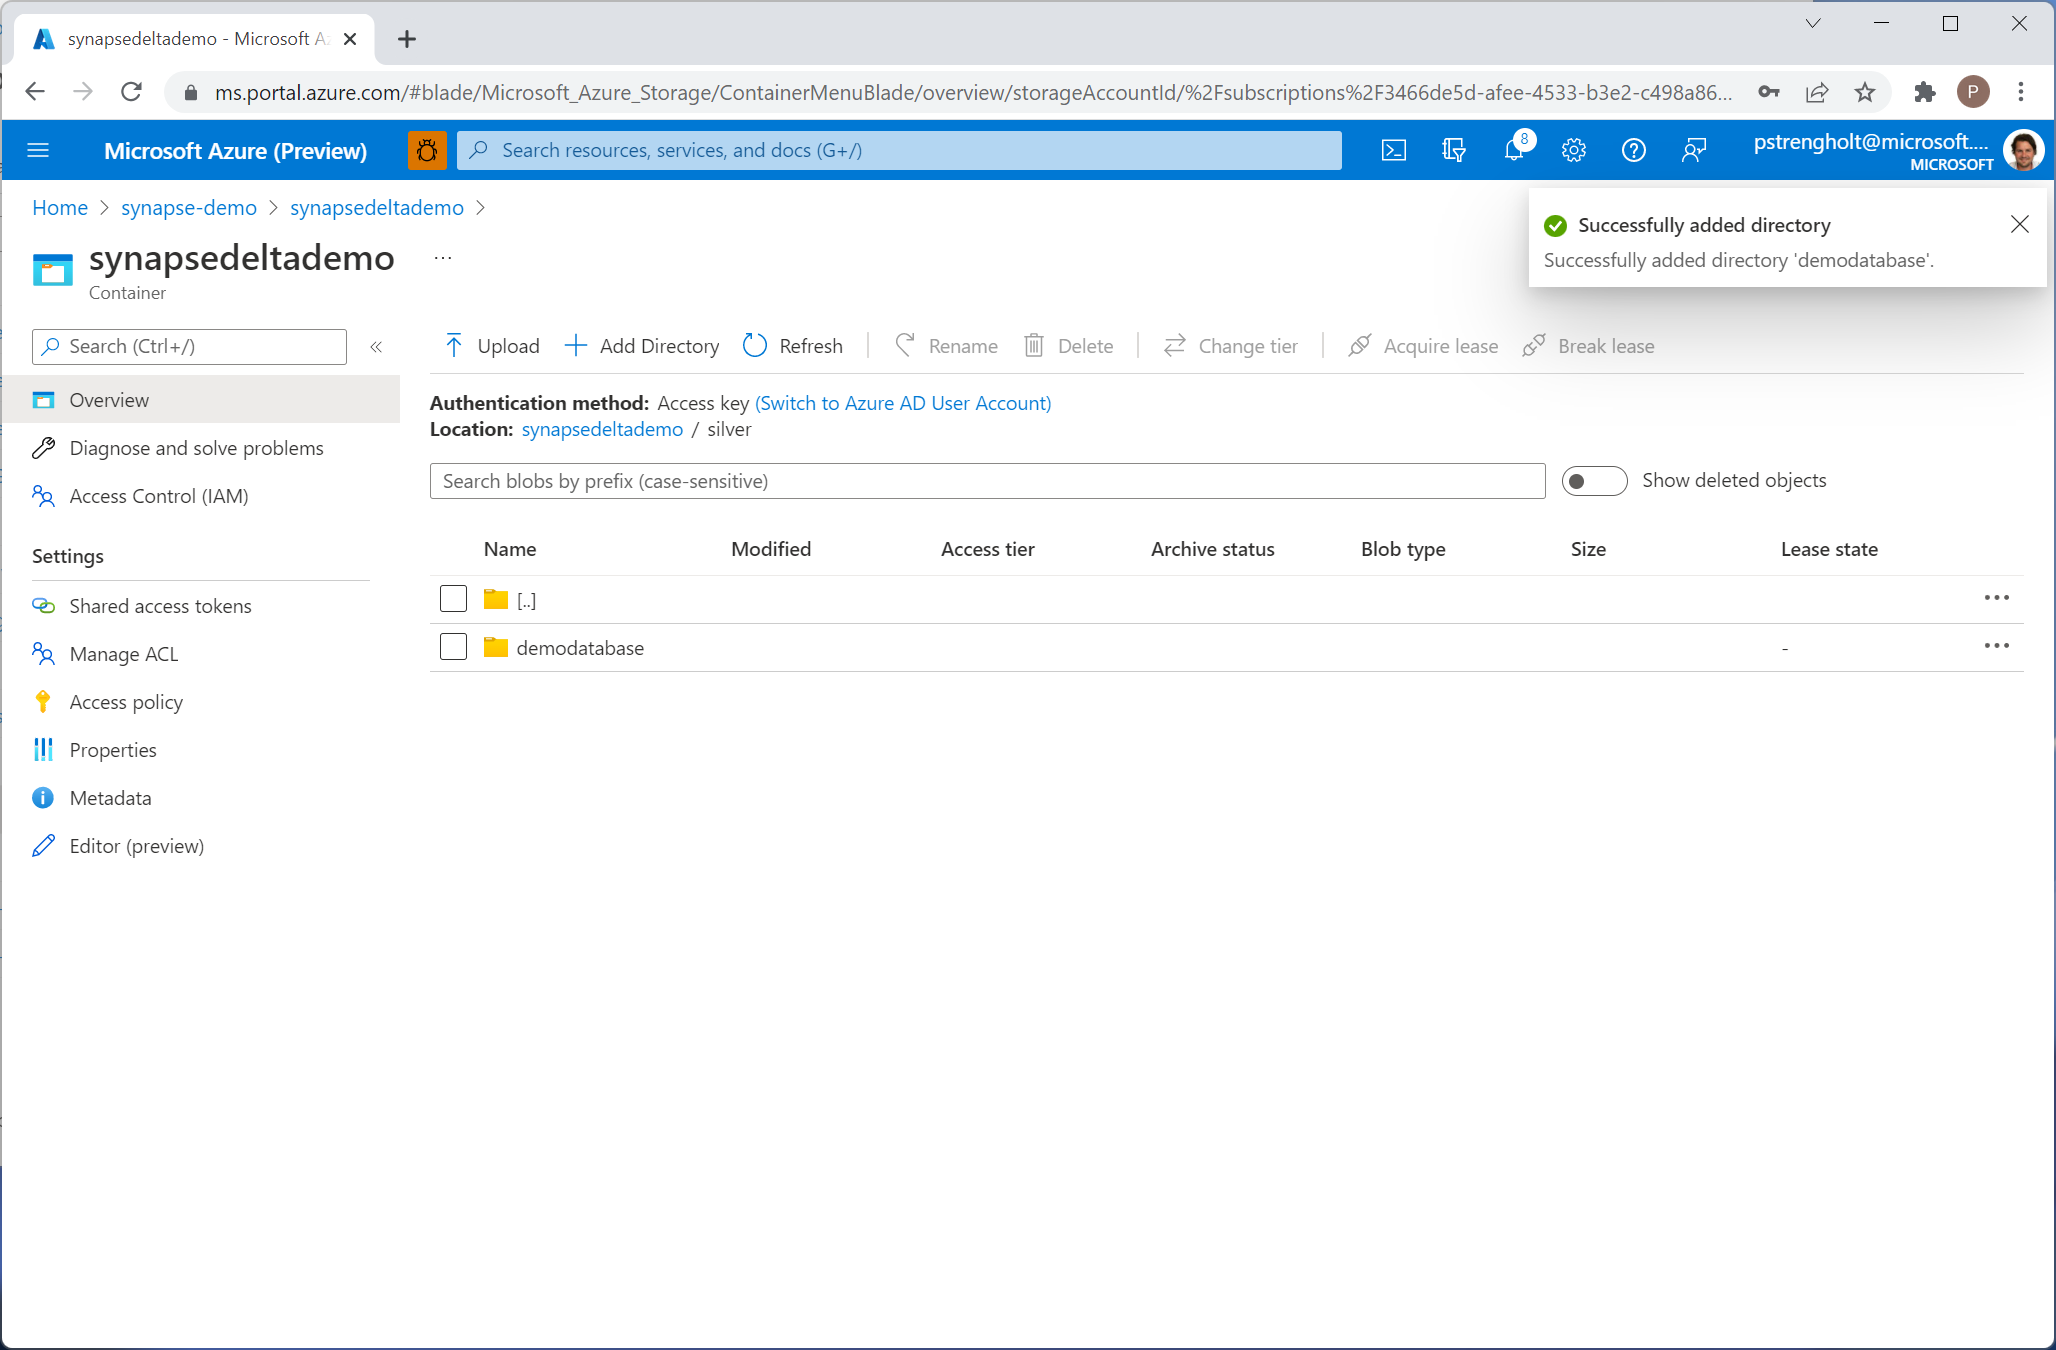 synapsedeltademo - Microsoft A
ms.portal.azure.com/#blade/Microsoft_Azure_Storage/ContainerMenuBlade/overview/storageAccountId/%2Fsubscriptions%2F3466de5d-afee-4533-b3e2-c498a86...
P
Microsoft Azure (Preview)
Search resources, services, and docs (G+/)
8
pstrengholt@microsoft....
MICROSOFT
Home > synapse-demo > synapsedeltademo >
Successfully added directory
Successfully added directory 'demodatabase'.
synapsedeltademo ...
Container
Search (Ctrl+/)
«
Upload
Add Directory
Refresh
Rename
Delete
Change tier
Acquire lease
Break lease
Overview
Diagnose and solve problems
Access Control (IAM)
Settings
Shared access tokens
Manage ACL
Access policy
Properties
Metadata
Editor (preview)
Authentication method: Access key (Switch to Azure AD User Account)
Location: synapsedeltademo / silver
Search blobs by prefix (case-sensitive)
Show deleted objects
Name Modified Access tier Archive status Blob type Size Lease state
[..]
demodatabase -